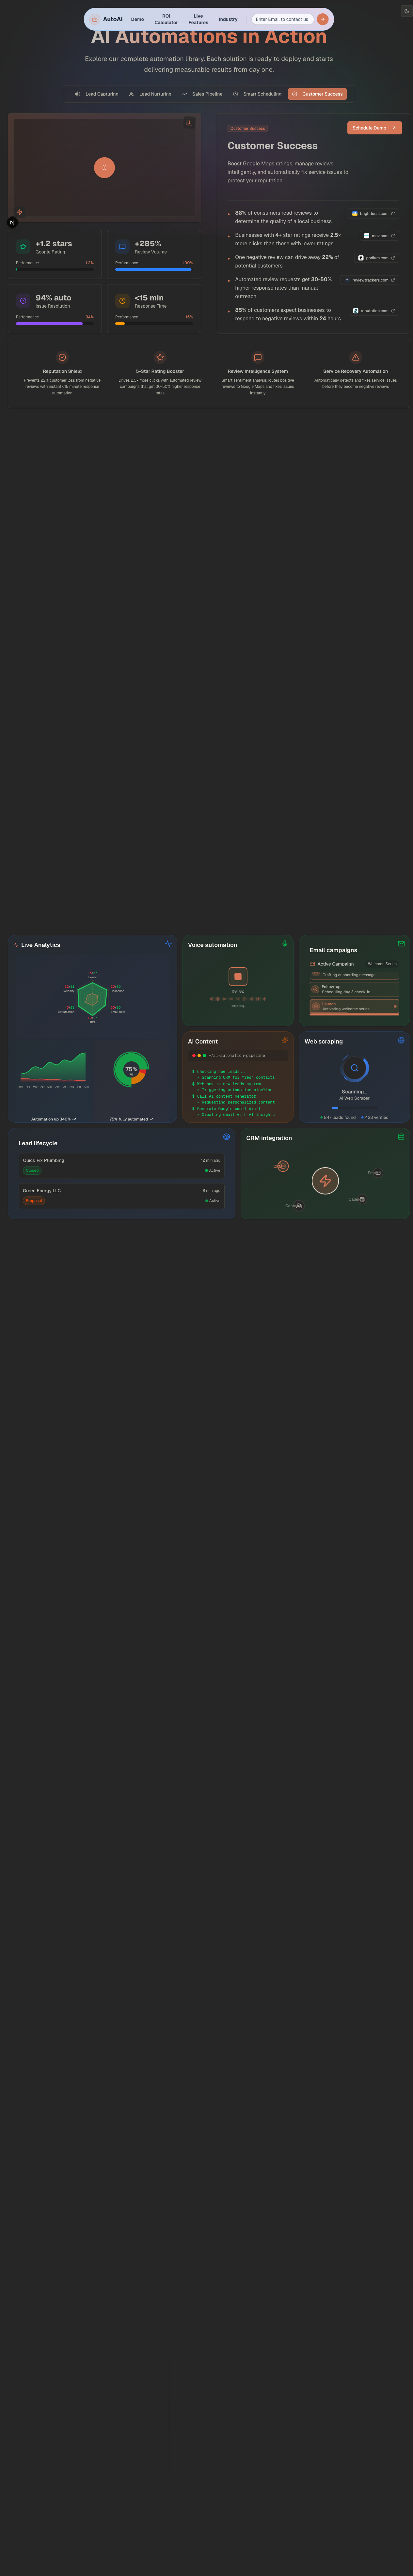 AutoAI
Demo
ROI
Calculator
Live
Features
Industry
Enter Email to contact us
AI Automations in Action
Explore our complete automation library. Each solution is ready to deploy and starts
delivering measurable results from day one.
Lead Capturing
Lead Nurturing
Sales Pipeline
Smart Scheduling
Customer Success
Customer Success
Schedule Demo
Customer Success
Boost Google Maps ratings, manage reviews
intelligently, and automatically fix service issues to
protect your reputation.
88% of consumers read reviews to
determine the quality of a local business
brightlocal.com
Businesses with 4+ star ratings receive 2.5x
more clicks than those with lower ratings
moz.com
One negative review can drive away 22% of
potential customers
podium.com
Automated review requests get 30-50%
higher response rates than manual
outreach
reviewtrackers.com
85% of customers expect businesses to
respond to negative reviews within 24 hours
reputation.com
N
+1.2 stars
Google Rating
Performance
1.2%
+285%
Review Volume
Performance
100%
94% auto
Issue Resolution
Performance
94%
<15 min
Response Time
Performance
15%
Reputation Shield
Prevents 22% customer loss from negative
reviews with instant <15 minute response
automation
5-Star Rating Booster
Drives 2.5x more clicks with automated review
campaigns that get 30-50% higher response
rates
Review Intelligence System
Smart sentiment analysis routes positive
reviews to Google Maps and fixes issues
instantly
Service Recovery Automation
Automatically detects and fixes service issues
before they become negative reviews
Live Analytics
Leads
Response
ROI
75%
AI
Automation up 340%
75% fully automated
Voice automation
00:02
Listening...
Email campaigns
Active Campaign
Welcome Series
Crafting onboarding message
Follow-up
Scheduling day 3 check-in
Launch
Activating welcome series
AI Content
~/ai-automation-pipeline
$ Checking new leads...
✓ Scanning CRM for fresh contacts
$ Webhook to new leads system
✓ Triggering automation pipeline
$ Call AI content generator
✓ Requesting personalized content
$ Generate Google email draft
✓ Creating email with AI insights
Web scraping
Scanning...
AI Web Scraper
847 leads found
423 verified
Lead lifecycle
Quick Fix Plumbing
12 min ago
Active
Green Energy LLC
8 min ago
Proposal
Active
CRM integration